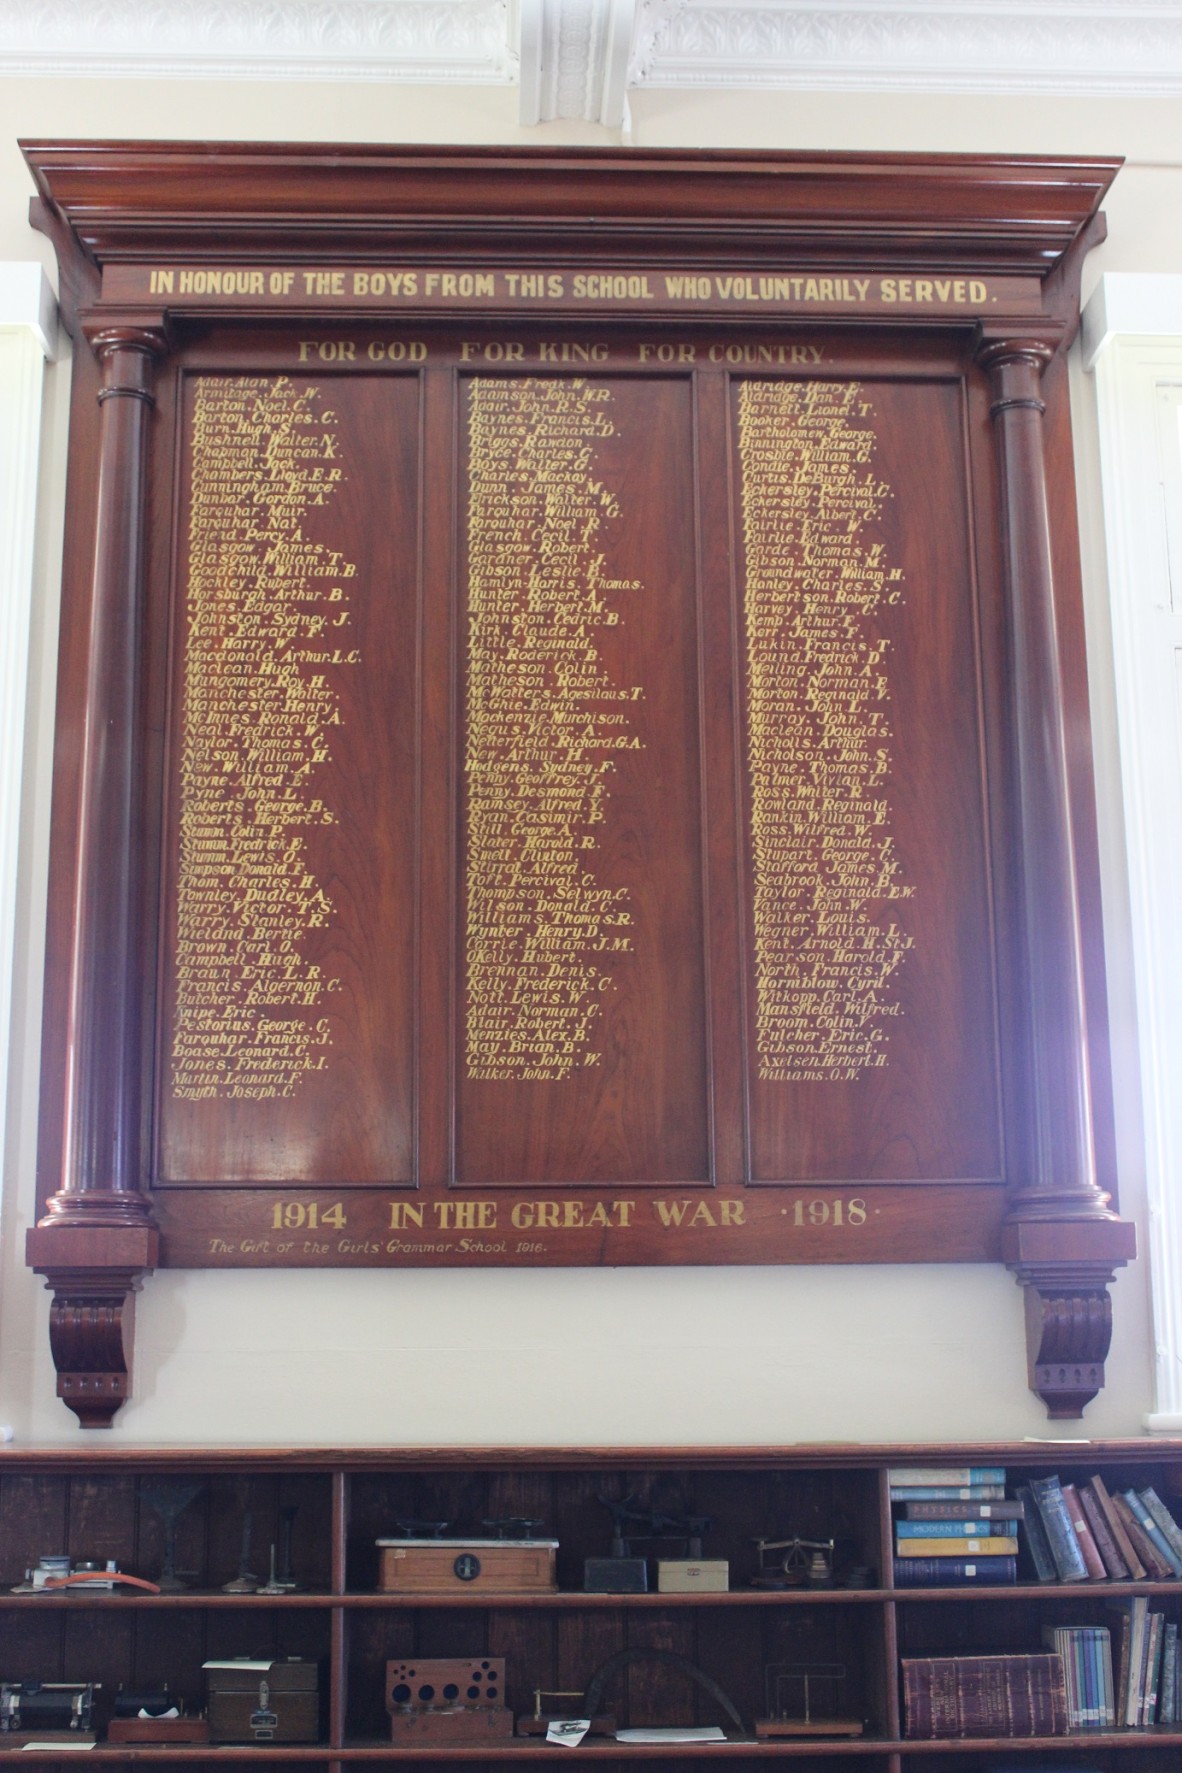 IN HONOUR OF THE BOYS FROM THIS SCHOOL WHO VOLUNTARILY SERVED.
FOR GOD FOR KING FOR COUNTRY.
Adair. Alan. P.
Armitage. Jack. W.
Barton. Noel. C.
Barton. Charles. C.
Burn. Hugh. S.
Bushnell. Walter. N.
Chapman. Duncan. K.
Campbell. Jack.
Chambers. Lloyd. E.R.
Cunningham. Bruce.
Dunbar. Gordon. A.
Farquhar. Muir.
Farquhar. Nat.
Friend. Percy. A.
Glasgow. James.
Glasgow. William. T.
Goodchild. William. B.
Hockley. Rubert.
Horsburgh. Arthur. B.
Jones. Edgar.
Johnston. Sydney. J.
Kent. Edward. F.
Lee. Harry. W.
Macdonald. Arthur. L.C.
Maclean. Hugh
Mungomery. Roy. H.
Manchester. Walter.
Manchester. Henry.
McInnes. Ronald. A.
Neal. Fredrick. W.
Naylor. Thomas. C.
Nelson. William. H.
New. William. A.
Payne. Alfred. E.
Pyne. John. L.
Roberts. George. B.
Roberts. Herbert. S.
Stumm. Colin. P.
Stumm. Fredrick. E.
Stumm. Lewis. O.
Simpson. Donald. F.
Thom. Charles. H.
Townley. Dudley. A.
Warry. Victor. T.S.
Warry. Stanley. R.
Wieland. Bertie.
Brown. Carl. O.
Campbell. Hugh.
Braun. Eric. L. R.
Francis. Algernon. C.
Butcher. Robert. H.
Knipe. Eric.
Pestorius. George. C.
Farquhar. Francis. J.
Boase. Leonard. C.
Jones. Frederick. I.
Martin. Leonard. F.
Smyth. Joseph. C.
Adams. Freak. W.
Adamson. John. W.R.
Adair. John. R.S.
Baynes. Francis. L.
Baynes. Richard. D.
Briggs. Rawdon.
Bryce. Charles. G.
Boys. Walter. G.
Charles. Mackay.
Dunn. James. M.
Erickson. Walter. W.
Farquhar. William. G.
Farquhar. Noel. R.
French. Cecil. T.
Glasgow. Robert.
Gardner. Cecil. J.
Gibson. Leslie. B.
Hamlyn-Harris. Thomas.
Hunter. Robert. A.
Hunter. Herbert. M.
Johnston. Cedric. B.
Kirk. Claude. A.
Little. Reginald.
May. Roderick. B.
Matheson. Colin.
Matheson. Robert.
McWatters. Agesilaus. T.
McGhie. Edwin.
Mackenzie. Murchison.
Negus. Victor. A.
Netterfield. Richard. G.A.
New. Arthur. H.
Hodgens. Sydney. F.
Penny. Geoffrey. J.
Penny. Desmond. F.
Ramsey. Alfred. Y.
Ryan. Casimir. P.
Still. George. A.
Slater. Harold. R.
Smelt. Clinton.
Stirrat. Alfred.
Toft. Percival. C.
Thompson. Selwyn. C.
Wilson. Donald. C.
Williams. Thomas. R.
Wynter. Henry. D.
Corrie. William. J.M.
OKelly. Hubert.
Brennan. Denis.
Kelly. Frederick. C.
Nott. Lewis. W.
Adair. Norman. C.
Blair. Robert. J.
Menzies. Alex. B.
May. Brian. B.
Gibson. John. W.
Walker. John. F.
Aldridge. Harry. E.
Aldridge. Dan. E.
Barnett. Lionel. T.
Booker. George.
Bartholomew. George.
Binnington. Edward.
Crosbie. William. G.
Condie. James.
Curtis. DeBurgh. L.
Eckersley. Percival. C.
Eckersley. Percival.
Eckersley. Albert. C.
Fairlie. Eric. W.
Fairlie. Edward.
Garde. Thomas. W.
Gibson. Norman. M.
Groundwater. William. H.
Hanley. Charles. S.
Herbertson. Robert. C.
Harvey. Henry. C.
Kemp. Arthur. F.
Kerr. James. F.
Lukin. Francis. T.
Lound. Fredrick. D.
Meiling. John. A.
Morton. Norman. E.
Morton. Reginald. V.
Moran. John. L.
Murray. John. T.
Maclean. Douglas.
Nicholls. Arthur.
Nicholson. John. S.
Payne. Thomas. B.
Palmer. Vivian. L.
Ross. Walter. R.
Rowland. Reginald.
Rankin. William. E.
Ross. Wilfred. W.
Sinclair. Donald. J.
Stupart. George. C.
Stafford. James. M.
Seabrook. John. B.
Taylor. Reginald. E.W.
Vance. John. W.
Walker. Louis.
Wegner. William. L.
Kent. Arnold. H. St.J.
Pearson. Harold. F.
North. Francis. W.
Hornblow. Cyril.
Witkopp. Carl. A.
Mansfield. Wilfred.
Broom. Colin. V.
Fulcher. Eric. G.
Gibson. Ernest.
Axelsen. Herbert. H.
Williams. O.W.
1914 IN THE GREAT WAR ·1918·
The Gift of the Girls' Grammar School 1916.
PHYSICS
MODERN PHYSICS